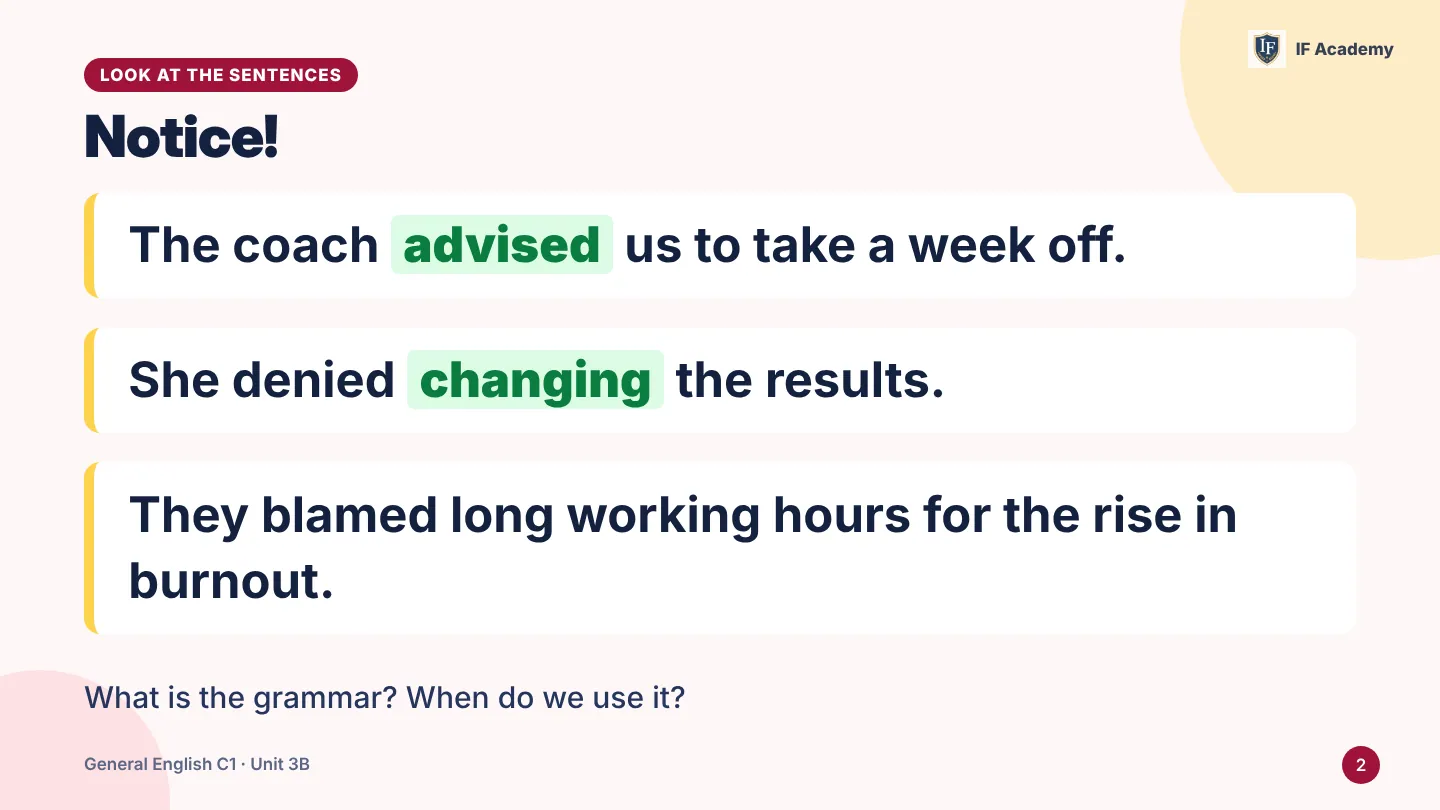 IF
IF Academy
LOOK AT THE SENTENCES
Notice!
The coach advised us to take a week off.
She denied changing the results.
They blamed long working hours for the rise in
burnout.
What is the grammar? When do we use it?
General English C1 · Unit 3B
2